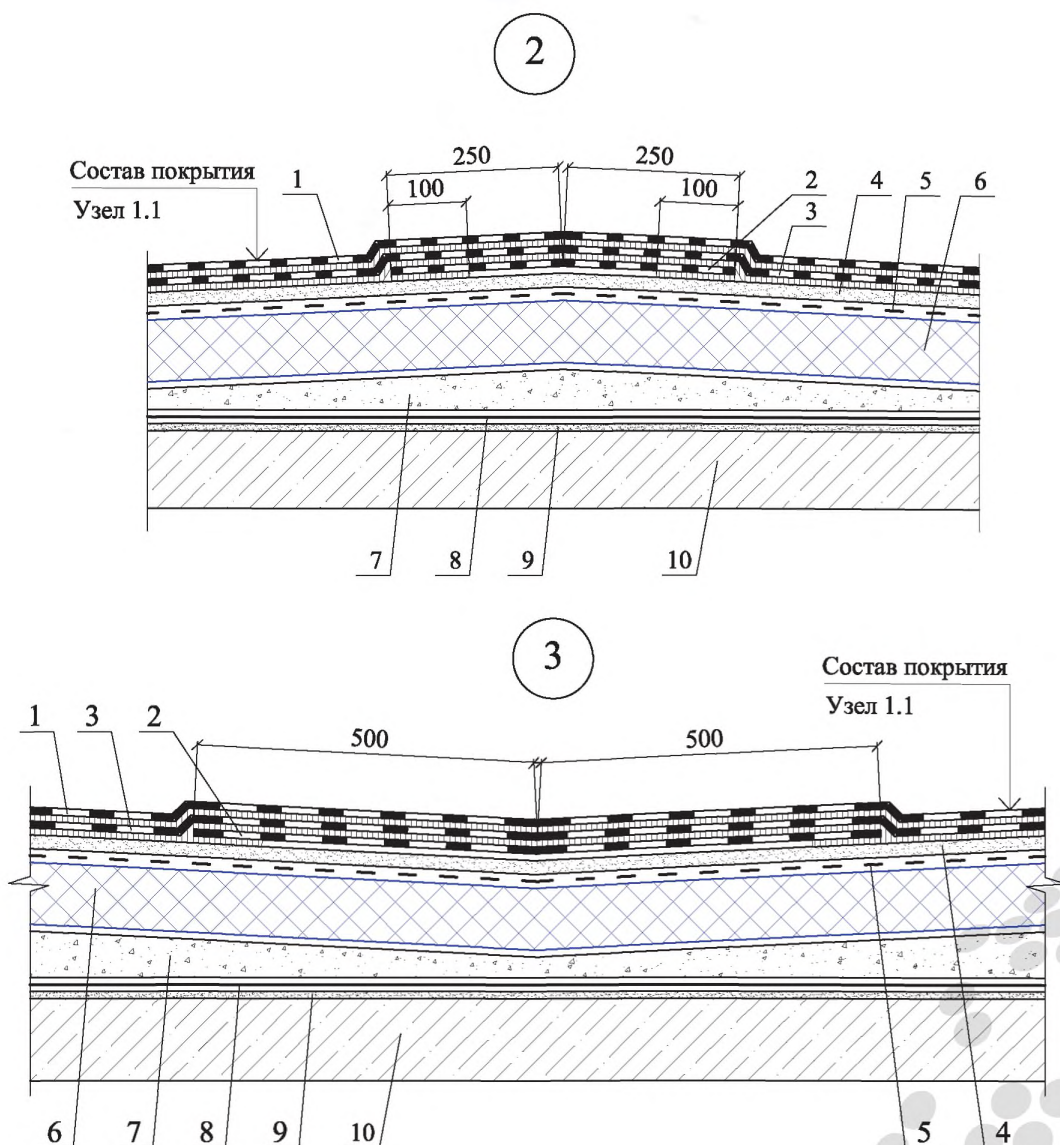 2
250 250
Состав покрытия 1 100 100 2 4 5 6
Узел 1.1 3
7 8 9 10
3
Состав покрытия
1 3 2 500 500 Узел 1.1
6 7 8 9 10 5 4